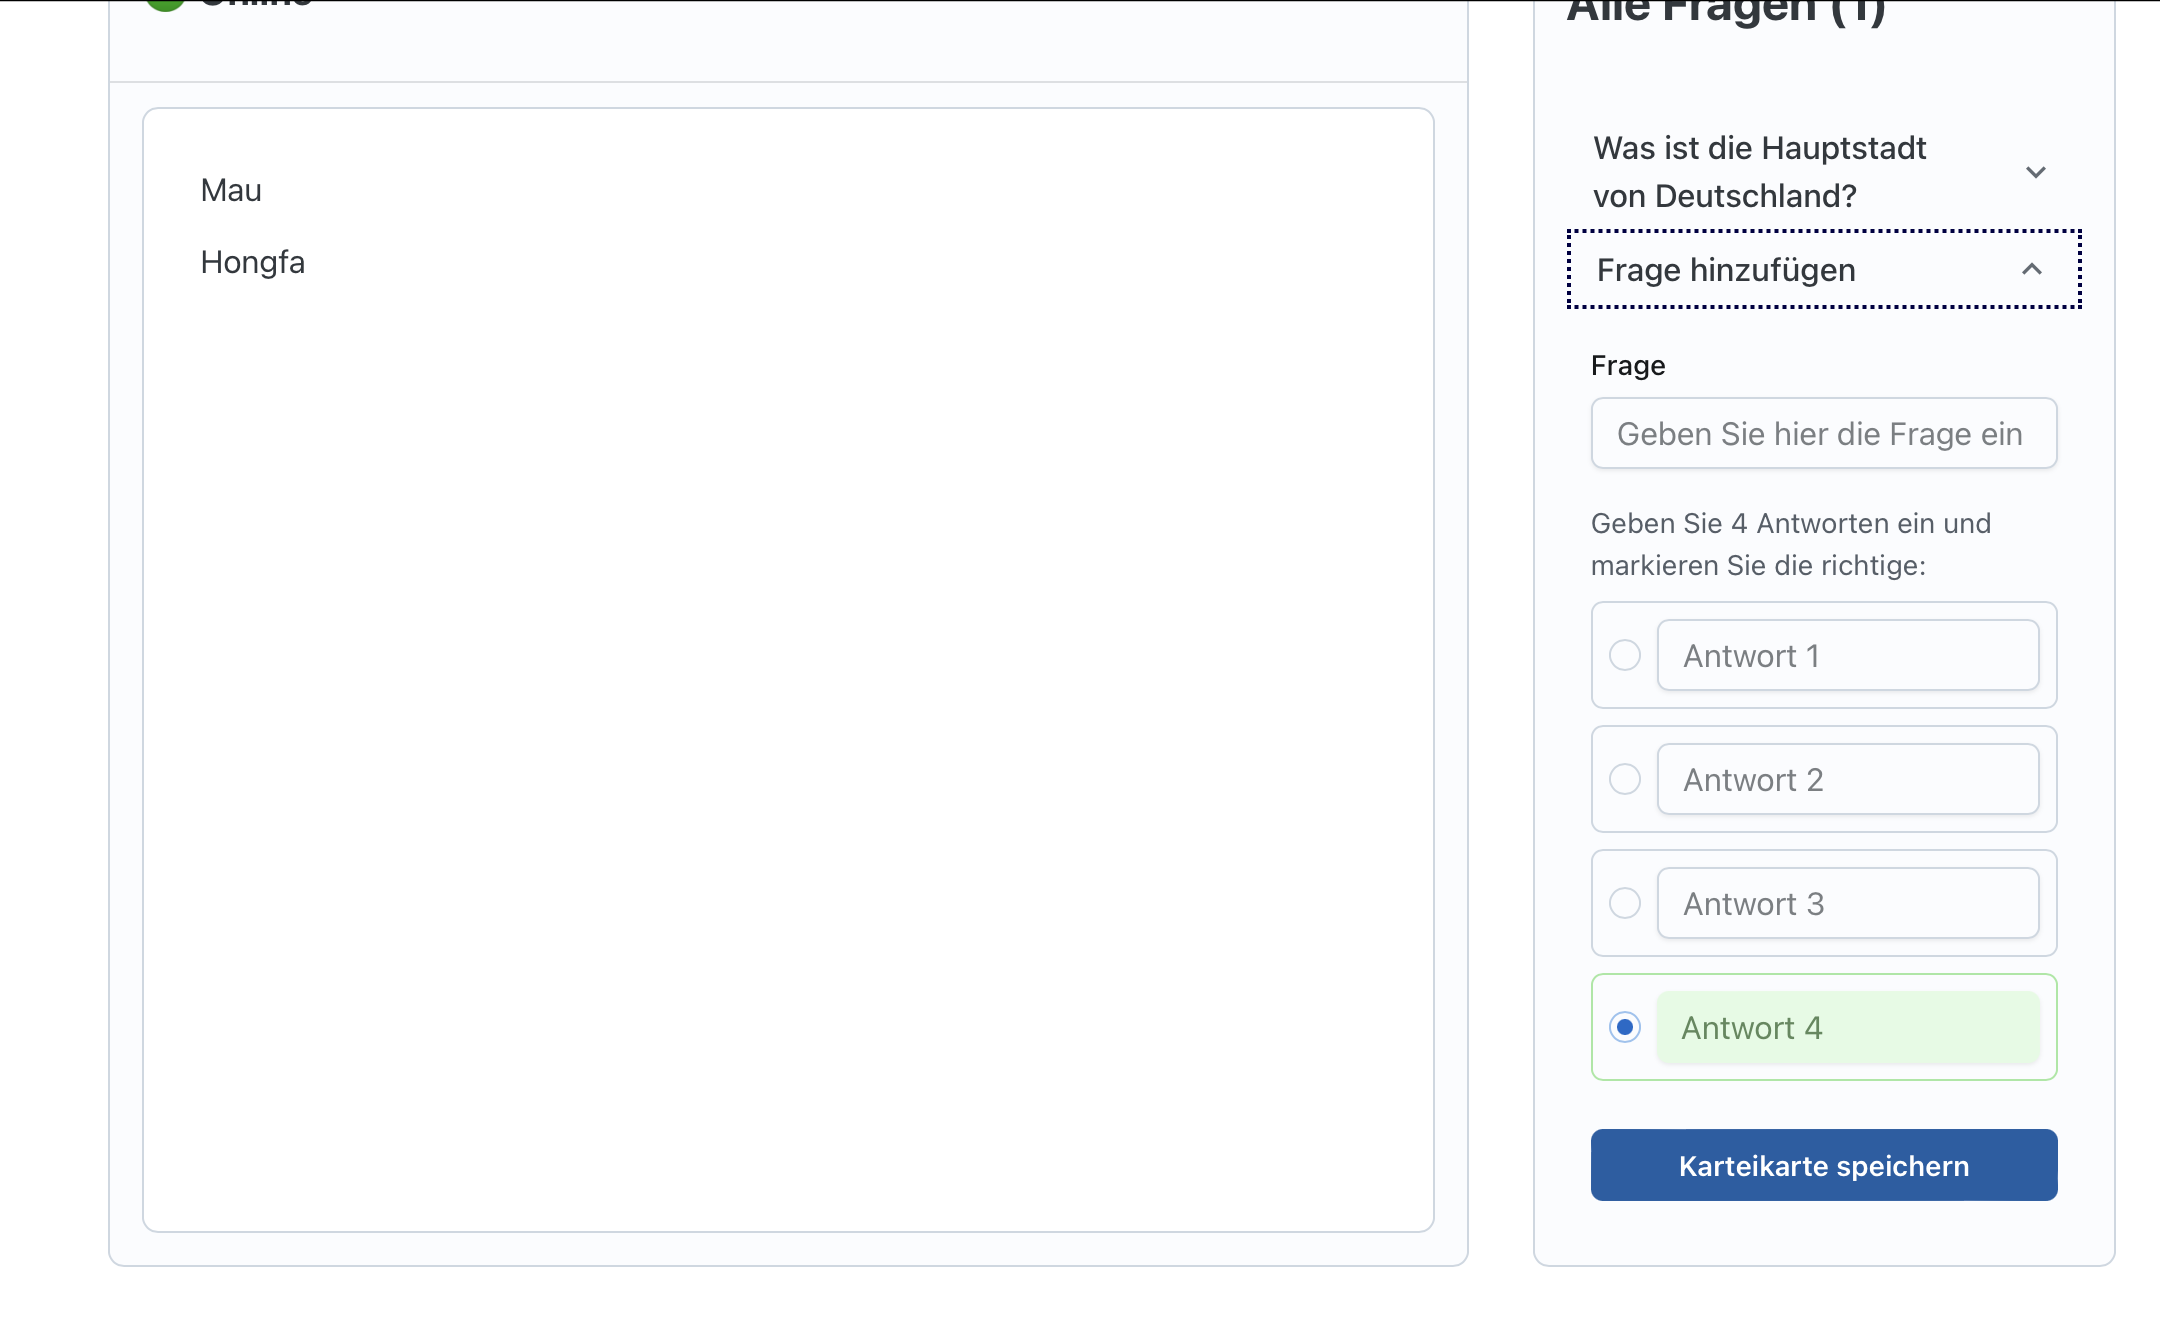 Online
Mau
Hongfa
Alle Fragen (1)
Was ist die Hauptstadt
von Deutschland?
Frage hinzufügen
Frage
Geben Sie hier die Frage ein
Geben Sie 4 Antworten ein und
markieren Sie die richtige:
Antwort 1
Antwort 2
Antwort 3
Antwort 4
Karteikarte speichern